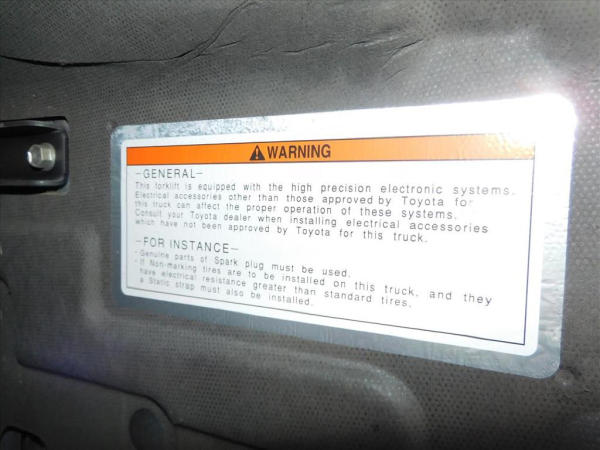 WARNING
-GENERAL-
This forklift is equipped with the high precision electronic systems.
Electrical accessories other than those approved by Toyota for
this truck can affect the proper operation of these systems.
Consult your Toyota dealer when installing electrical accessories
which have not been approved by Toyota for this truck.
-FOR INSTANCE-
· Genuine parts of Spark plug must be used.
· If Non-marking tires are to be installed on this truck, and they
have electrical resistance greater than standard tires,
a Static strap must also be installed.